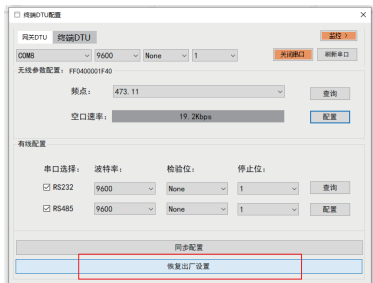 终端DTU配置
网关DTU 终端DTU 监控 》
COM8 9600 None 1 关闭串口 刷新串口
无线参数配置： FF0400001F40
频点： 473.11 查询
空口速率： 19.2Kbps 配置
有线配置
串口选择： 波特率： 检验位： 停止位：
RS232 9600 None 1 查询
RS485 9600 None 1 配置
同步配置
恢复出厂设置